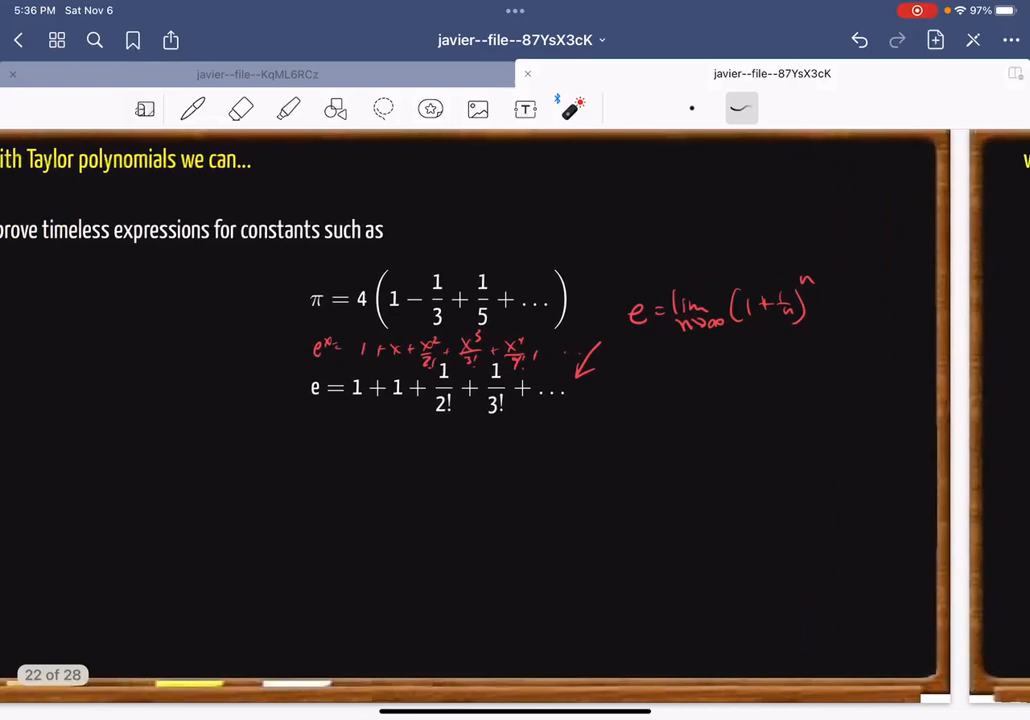 5:36 PM Sat Nov 6
97%
javier--file--87YsX3cK
javier--file--KqML6RCz
javier--file--87YsX3cK
ith Taylor polynomials we can...
prove timeless expressions for constants such as
π = 4 ( 1 − 1/3 + 1/5 + ... )
e = lim n→∞ (1 + 1/n)^n
e^x = 1 + x + x²/2! + x³/3! + x⁴/4! + ...
e = 1 + 1 + 1/2! + 1/3! + ...
22 of 28